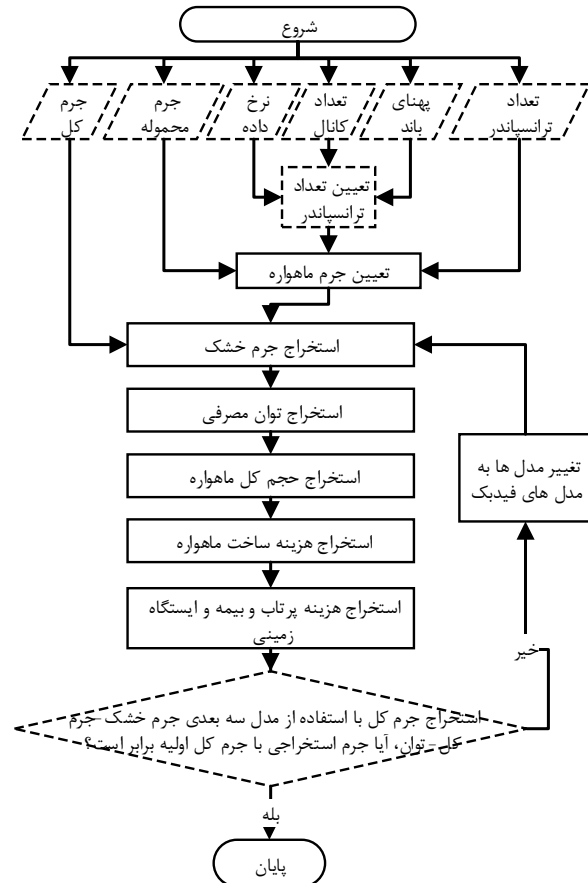 شروع
جرم
کل
جرم
محموله
نرخ
داده
تعداد
کانال
پهنای
باند
تعداد
ترانسپاندر
تعیین تعداد
ترانسپاندر
تعیین جرم ماهواره
استخراج جرم خشک
استخراج توان مصرفی
تغییر مدل ها به
مدل های فیدبک
استخراج حجم کل ماهواره
استخراج هزینه ساخت ماهواره
استخراج هزینه پرتاب و بیمه و ایستگاه
زمینی
خیر
استخراج جرم کل با استفاده از مدل سه بعدی جرم خشک-جرم
کل-توان، آیا جرم استخراجی با جرم کل اولیه برابر است؟
بله
پایان